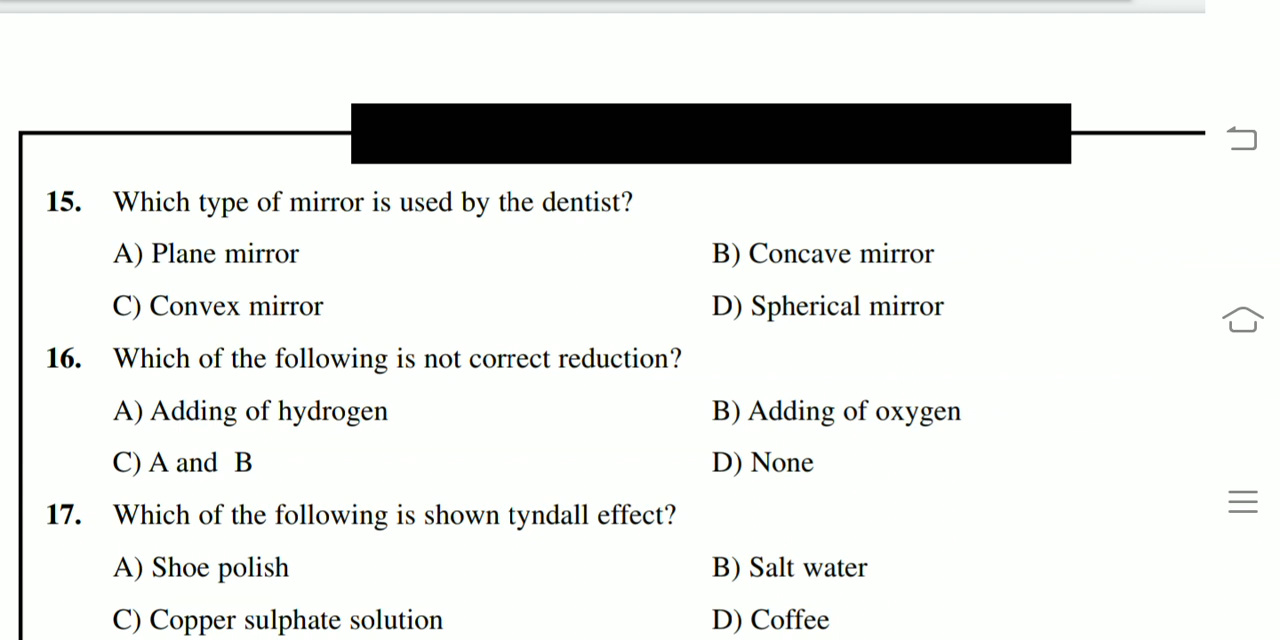 15. Which type of mirror is used by the dentist?
A) Plane mirror B) Concave mirror
C) Convex mirror D) Spherical mirror
16. Which of the following is not correct reduction?
A) Adding of hydrogen B) Adding of oxygen
C) A and B D) None
17. Which of the following is shown tyndall effect?
A) Shoe polish B) Salt water
C) Copper sulphate solution D) Coffee